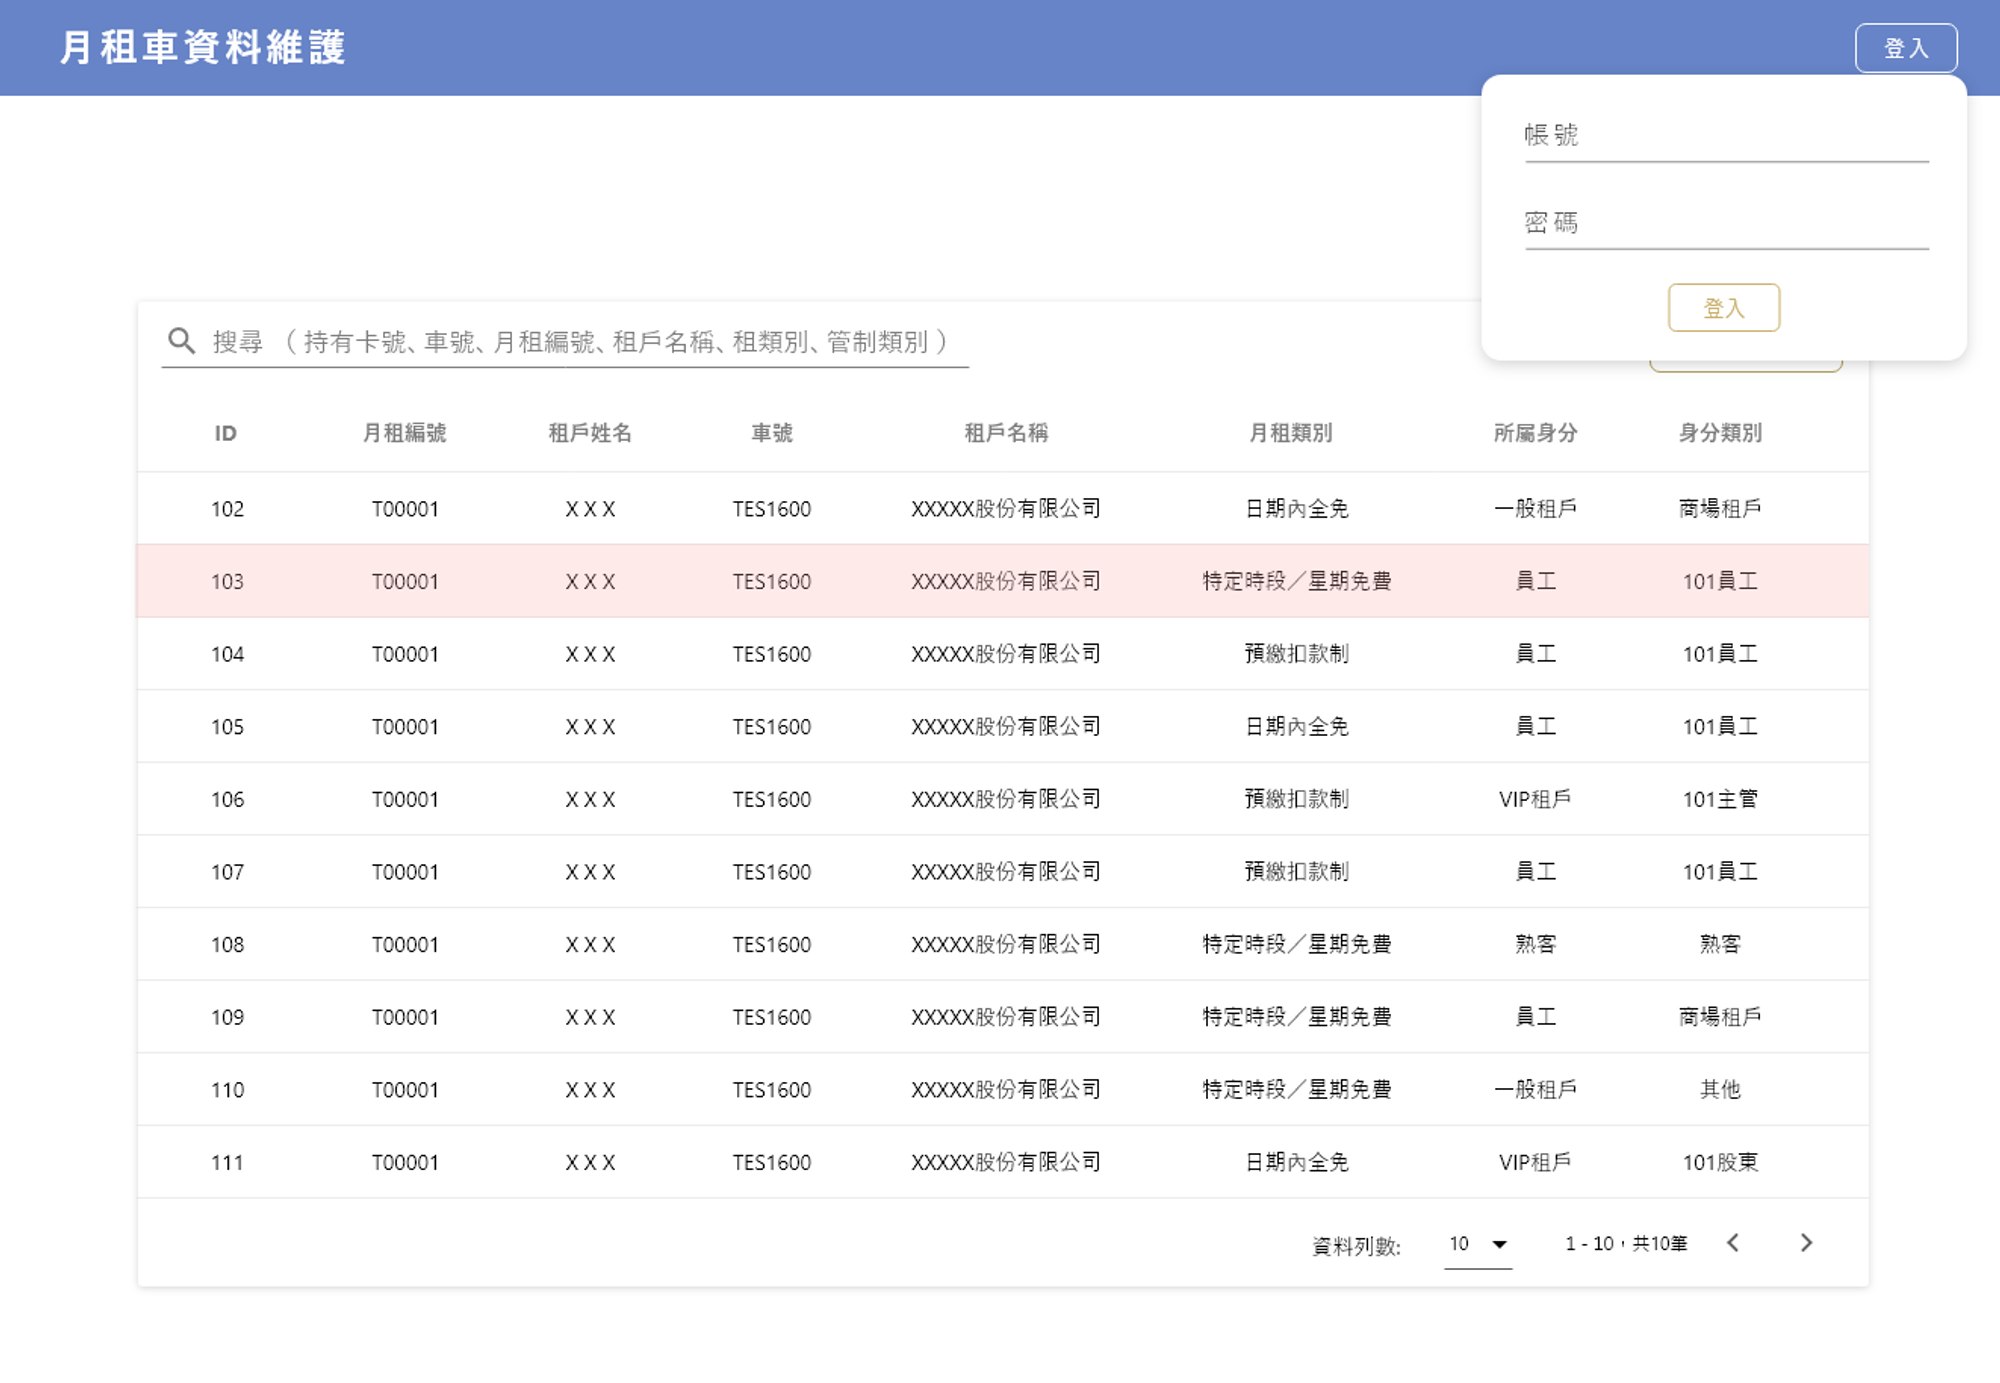 月租車資料維護
登入
帳號
密碼
登入
搜尋 （持有卡號、車號、月租編號、租戶名稱、租類別、管制類別）
ID 月租編號 租戶姓名 車號 租戶名稱 月租類別 所屬身分 身分類別
102 T00001 X X X TES1600 XXXXX股份有限公司 日期內全免 一般租戶 商場租戶
103 T00001 X X X TES1600 XXXXX股份有限公司 特定時段／星期免費 員工 101員工
104 T00001 X X X TES1600 XXXXX股份有限公司 預繳扣款制 員工 101員工
105 T00001 X X X TES1600 XXXXX股份有限公司 日期內全免 員工 101員工
106 T00001 X X X TES1600 XXXXX股份有限公司 預繳扣款制 VIP租戶 101主管
107 T00001 X X X TES1600 XXXXX股份有限公司 預繳扣款制 員工 101員工
108 T00001 X X X TES1600 XXXXX股份有限公司 特定時段／星期免費 熟客 熟客
109 T00001 X X X TES1600 XXXXX股份有限公司 特定時段／星期免費 員工 商場租戶
110 T00001 X X X TES1600 XXXXX股份有限公司 特定時段／星期免費 一般租戶 其他
111 T00001 X X X TES1600 XXXXX股份有限公司 日期內全免 VIP租戶 101股東
資料列數: 10 1 - 10，共10筆